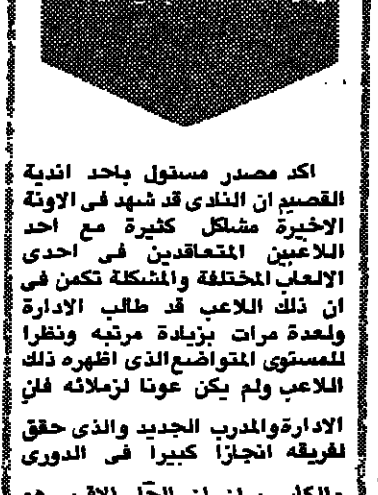 اكد مصدر مسئول باحد اندية
القصيم ان النادى قد شهد فى الاونة
الاخيرة مشاكل كثيرة مع احد
اللاعبين المتعاقدين فى احدى
الالعاب المختلفة والمشكلة تكمن فى
ان ذلك اللاعب قد طالب الادارة
ولعدة مرات بزيادة مرتبه ونظرا
للمستوى المتواضع الذى اظهره ذلك
اللاعب ولم يكن عونا لزملائه فان
الادارة والمدرب الجديد والذى حقق
لفريقه انجازا كبيرا فى الدورى